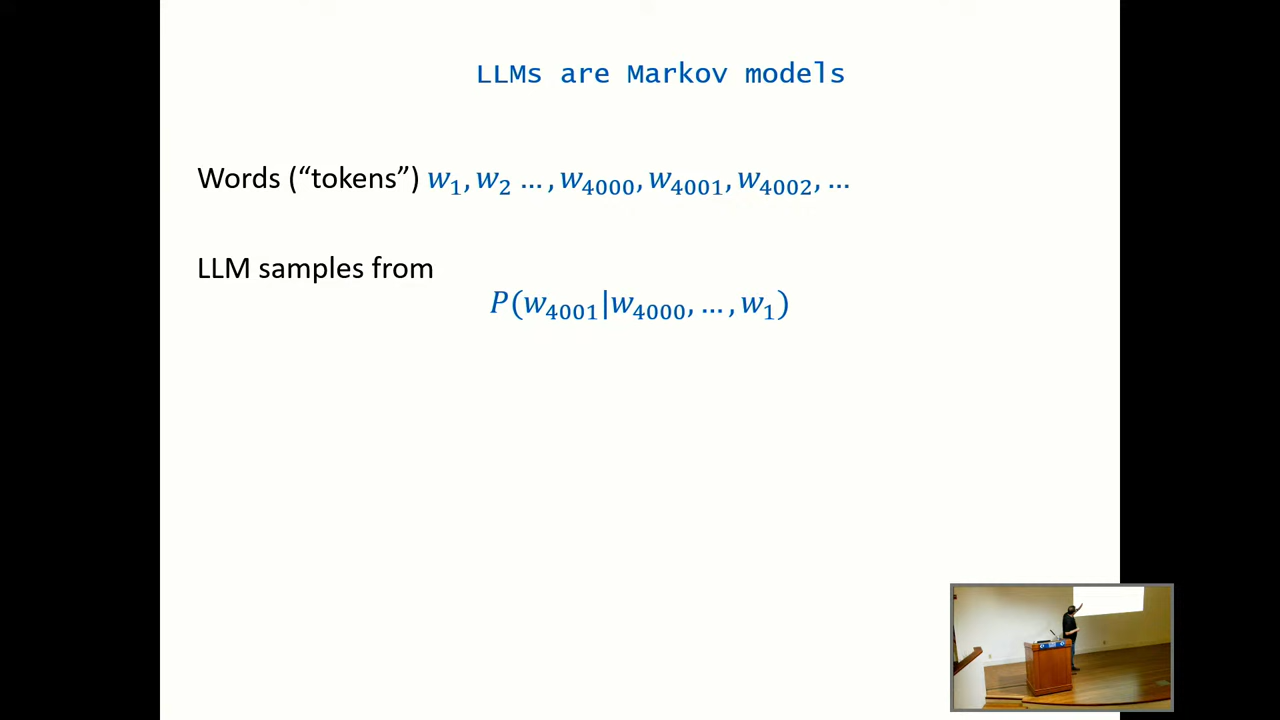 LLMs are Markov models
Words (“tokens”) w₁, w₂ …, w₄₀₀₀, w₄₀₀₁, w₄₀₀₂, …
LLM samples from
P(w₄₀₀₁|w₄₀₀₀, …, w₁)